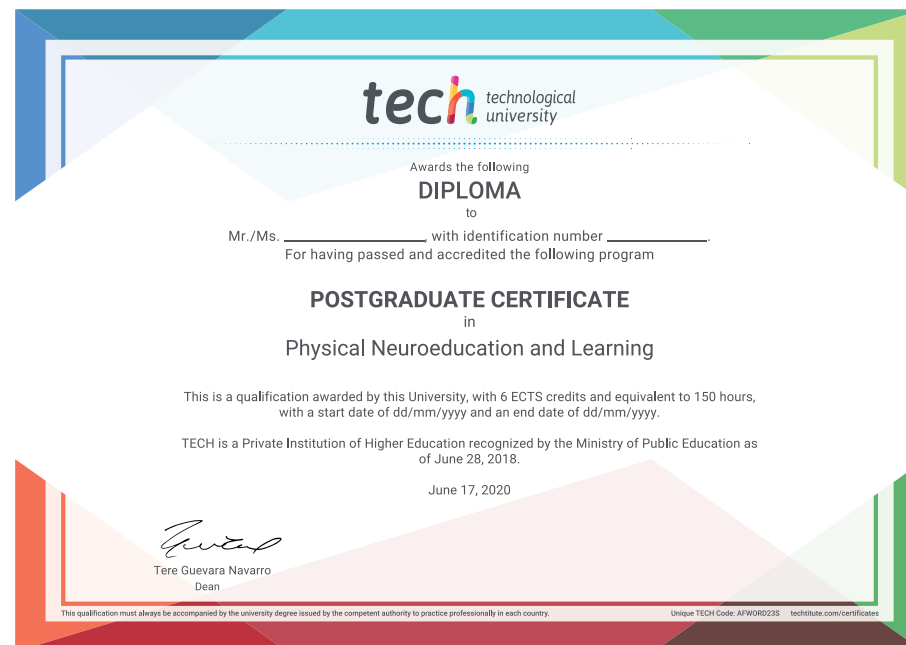 tech technological
university
Awards the following
DIPLOMA
to
Mr./Ms. ____________, with identification number _________.
For having passed and accredited the following program
POSTGRADUATE CERTIFICATE
in
Physical Neuroeducation and Learning
This is a qualification awarded by this University, with 6 ECTS credits and equivalent to 150 hours,
with a start date of dd/mm/yyyy and an end date of dd/mm/yyyy.
TECH is a Private Institution of Higher Education recognized by the Ministry of Public Education as
of June 28, 2018.
June 17, 2020
Tere Guevara Navarro
Dean
This qualification must always be accompanied by the university degree issued by the competent authority to practice professionally in each country. Unique TECH Code: AFWORD23S techtitute.com/certificates